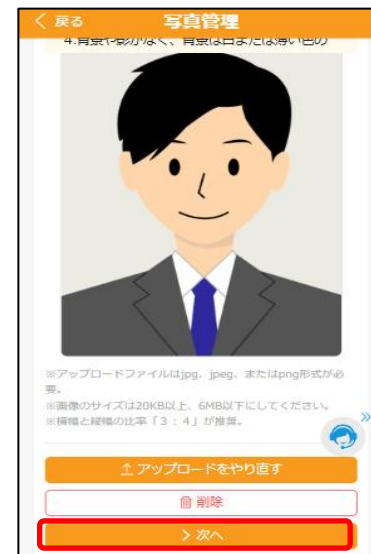 く 戻る 写真管理
4.背景や影がなく、背景は白または薄い色の
※アップロードファイルはjpg、jpeg、またはpng形式が必
要。
※画像のサイズは20KB以上、6MB以下にしてください。
※横幅と縦幅の比率「3：4」が推奨。
アップロードをやり直す
削除
> 次へ